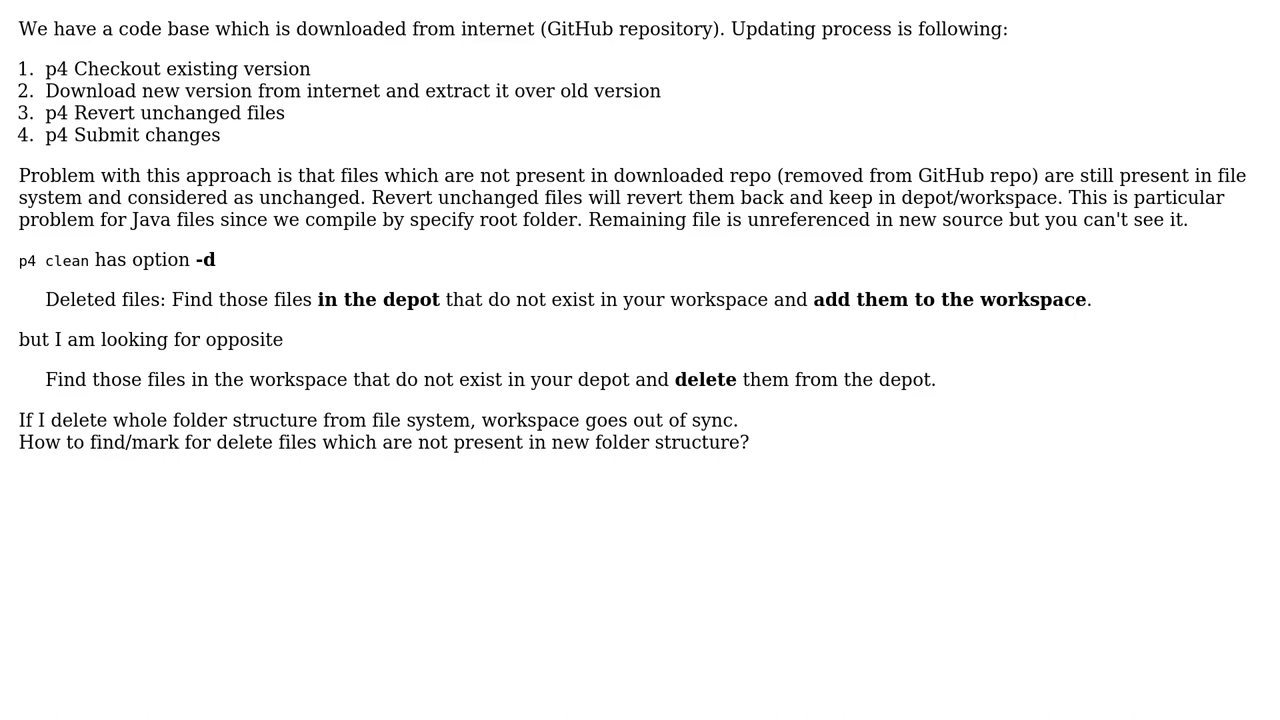 We have a code base which is downloaded from internet (GitHub repository). Updating process is following:
1. p4 Checkout existing version
2. Download new version from internet and extract it over old version
3. p4 Revert unchanged files
4. p4 Submit changes
Problem with this approach is that files which are not present in downloaded repo (removed from GitHub repo) are still present in file
system and considered as unchanged. Revert unchanged files will revert them back and keep in depot/workspace. This is particular
problem for Java files since we compile by specify root folder. Remaining file is unreferenced in new source but you can't see it.
p4 clean has option -d
Deleted files: Find those files in the depot that do not exist in your workspace and add them to the workspace.
but I am looking for opposite
Find those files in the workspace that do not exist in your depot and delete them from the depot.
If I delete whole folder structure from file system, workspace goes out of sync.
How to find/mark for delete files which are not present in new folder structure?